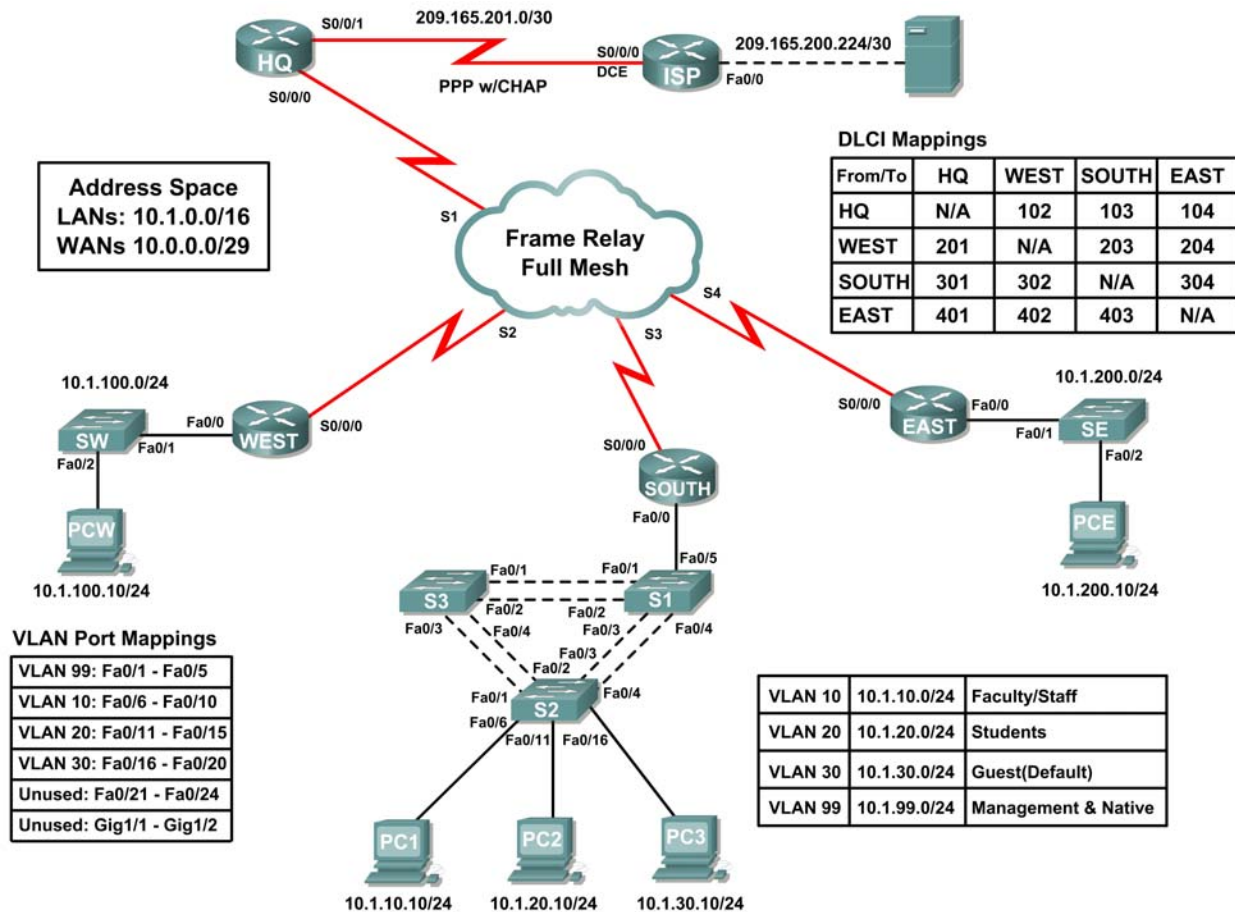 S0/0/1
209.165.201.0/30
HQ
S0/0/0
DCE
PPP w/CHAP
ISP
209.165.200.224/30
Fa0/0
S0/0/0
Address Space
LANs: 10.1.0.0/16
WANs 10.0.0.0/29
S1
Frame Relay
Full Mesh
S2
S3
S4
DLCI Mappings
From/To HQ WEST SOUTH EAST
HQ N/A 102 103 104
WEST 201 N/A 203 204
SOUTH 301 302 N/A 304
EAST 401 402 403 N/A
10.1.100.0/24
SW
Fa0/0
Fa0/1
WEST
S0/0/0
Fa0/2
PCW
10.1.100.10/24
S0/0/0
SOUTH
Fa0/0
S0/0/0
EAST
Fa0/0
10.1.200.0/24
Fa0/1
SE
Fa0/2
PCE
10.1.200.10/24
Fa0/5
S3
Fa0/1
Fa0/1
S1
Fa0/2
Fa0/2
Fa0/3
Fa0/4
Fa0/3
Fa0/4
Fa0/3
Fa0/2
Fa0/1
Fa0/4
S2
Fa0/6
Fa0/11
Fa0/16
PC1
PC2
PC3
10.1.10.10/24
10.1.20.10/24
10.1.30.10/24
VLAN Port Mappings
VLAN 99: Fa0/1 - Fa0/5
VLAN 10: Fa0/6 - Fa0/10
VLAN 20: Fa0/11 - Fa0/15
VLAN 30: Fa0/16 - Fa0/20
Unused: Fa0/21 - Fa0/24
Unused: Gig1/1 - Gig1/2
VLAN 10 10.1.10.0/24 Faculty/Staff
VLAN 20 10.1.20.0/24 Students
VLAN 30 10.1.30.0/24 Guest(Default)
VLAN 99 10.1.99.0/24 Management & Native